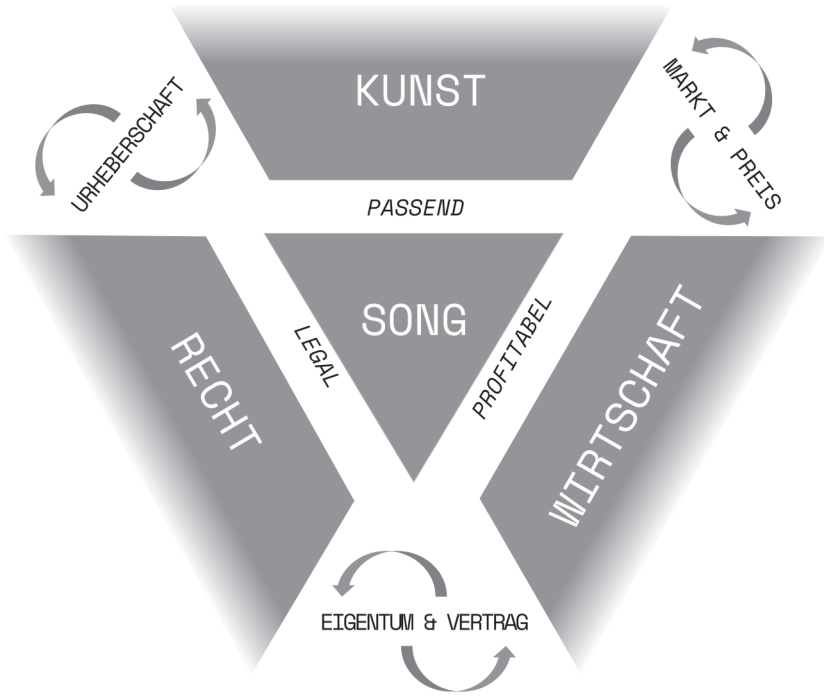 KUNST
URHEBERSCHAFT
MARKT & PREIS
PASSEND
SONG
LEGAL
PROFITABEL
RECHT
WIRTSCHAFT
EIGENTUM & VERTRAG